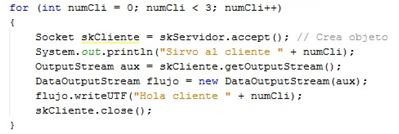 for (int numCli = 0; numCli < 3; numCli++)
{
Socket skCliente = skServidor.accept(); // Crea objeto
System.out.println("Sirvo al cliente " + numCli);
OutputStream aux = skCliente.getOutputStream();
DataOutputStream flujo = new DataOutputStream(aux);
flujo.writeUTF("Hola cliente " + numCli);
skCliente.close();
}